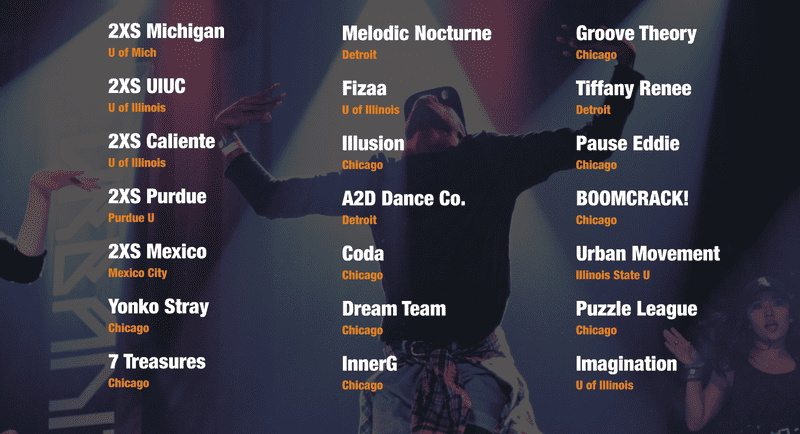 2XS Michigan
U of Mich
2XS UIUC
U of Illinois
2XS Caliente
U of Illinois
2XS Purdue
Purdue U
2XS Mexico
Mexico City
Yonko Stray
Chicago
7 Treasures
Chicago
Melodic Nocturne
Detroit
Fizaa
U of Illinois
Illusion
Chicago
A2D Dance Co.
Detroit
Coda
Chicago
Dream Team
Chicago
InnerG
Chicago
Groove Theory
Chicago
Tiffany Renee
Detroit
Pause Eddie
Chicago
BOOMCRACK!
Chicago
Urban Movement
Illinois State U
Puzzle League
Chicago
Imagination
U of Illinois